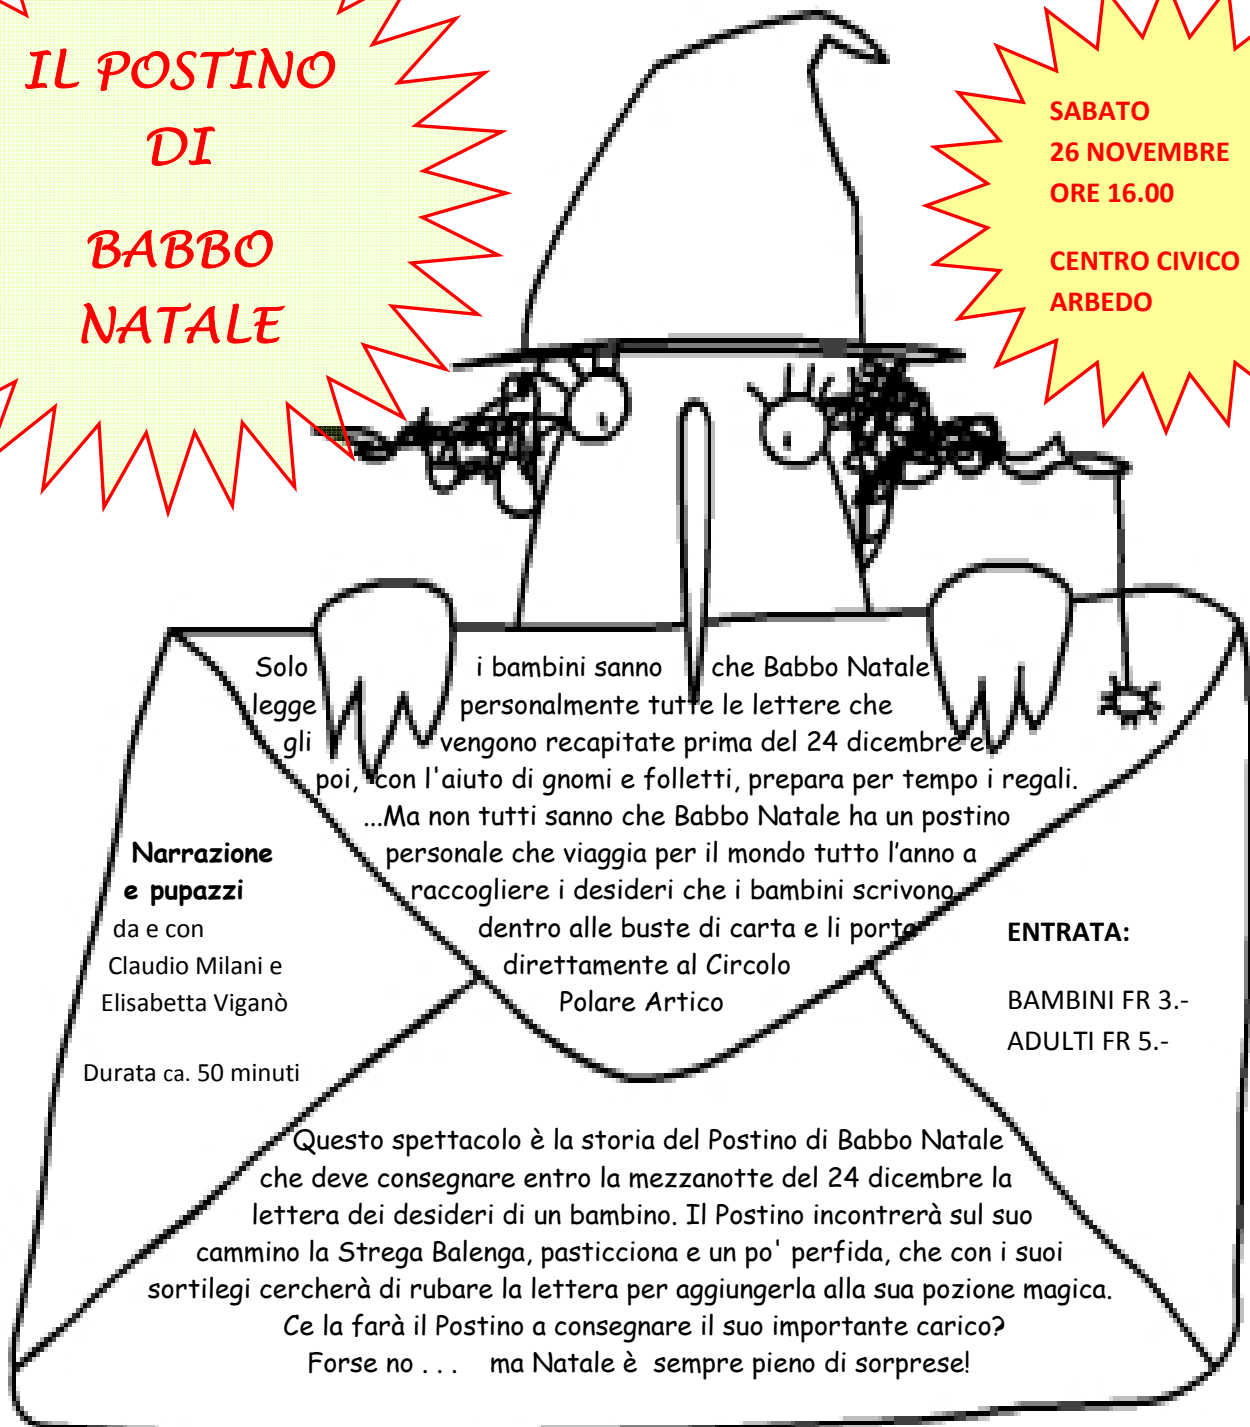 IL POSTINO
DI
BABBO
NATALE
SABATO
26 NOVEMBRE
ORE 16.00
CENTRO CIVICO
ARBEDO
Solo i bambini sanno che Babbo Natale
legge personalmente tutte le lettere che
gli vengono recapitate prima del 24 dicembre e
poi, con l'aiuto di gnomi e folletti, prepara per tempo i regali.
...Ma non tutti sanno che Babbo Natale ha un postino
personale che viaggia per il mondo tutto l’anno a
raccogliere i desideri che i bambini scrivono
dentro alle buste di carta e li porta
direttamente al Circolo
Polare Artico
Narrazione
e pupazzi
da e con
Claudio Milani e
Elisabetta Viganò
Durata ca. 50 minuti
ENTRATA:
BAMBINI FR 3.-
ADULTI FR 5.-
Questo spettacolo è la storia del Postino di Babbo Natale
che deve consegnare entro la mezzanotte del 24 dicembre la
lettera dei desideri di un bambino. Il Postino incontrerà sul suo
cammino la Strega Balenga, pasticciona e un po' perfida, che con i suoi
sortilegi cercherà di rubare la lettera per aggiungerla alla sua pozione magica.
Ce la farà il Postino a consegnare il suo importante carico?
Forse no . . . ma Natale è sempre pieno di sorprese!